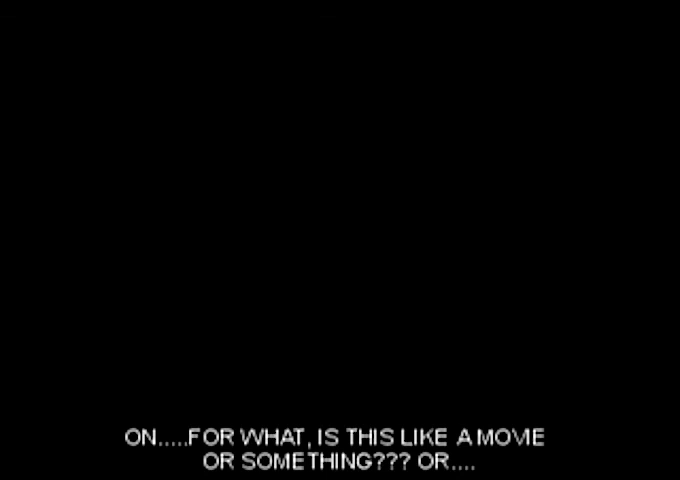 ON.....FOR WHAT, IS THIS LIKE A MOVIE
OR SOMETHING??? OR....